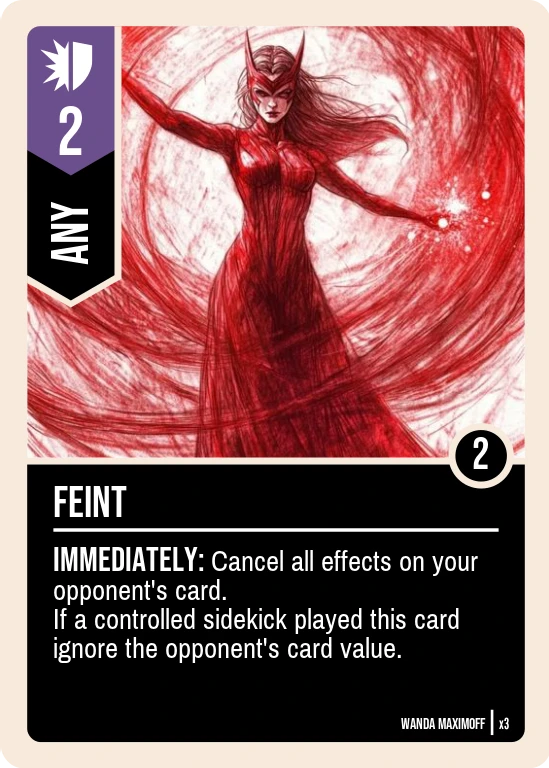 2
ANY
2
FEINT
IMMEDIATELY: Cancel all effects on your
opponent's card.
If a controlled sidekick played this card
ignore the opponent's card value.
WANDA MAXIMOFF x3